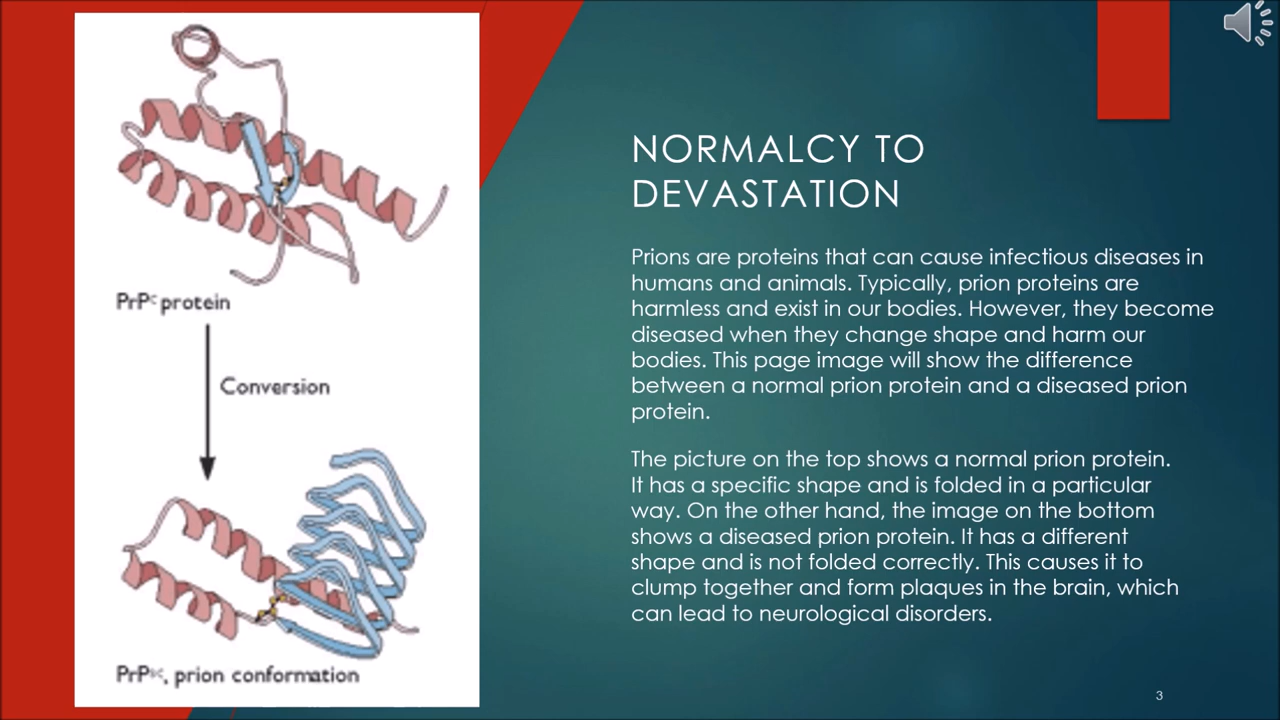 PrPᶜ protein
Conversion
PrPˢᶜ, prion conformation
NORMALCY TO
DEVASTATION
Prions are proteins that can cause infectious diseases in
humans and animals. Typically, prion proteins are
harmless and exist in our bodies. However, they become
diseased when they change shape and harm our
bodies. This page image will show the difference
between a normal prion protein and a diseased prion
protein.
The picture on the top shows a normal prion protein.
It has a specific shape and is folded in a particular
way. On the other hand, the image on the bottom
shows a diseased prion protein. It has a different
shape and is not folded correctly. This causes it to
clump together and form plaques in the brain, which
can lead to neurological disorders.
3